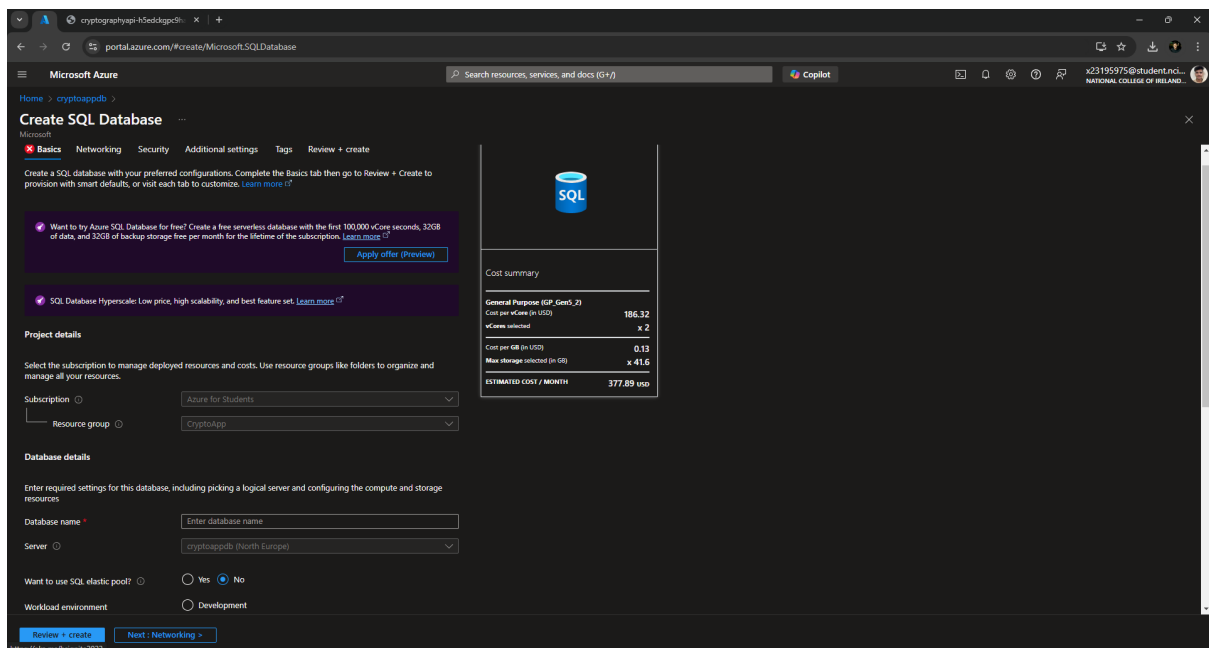 cryptographyapi-h5edckgpc9h
portal.azure.com/#create/Microsoft.SQLDatabase
Microsoft Azure
Search resources, services, and docs (G+/)
Copilot
x23195975@student.nci...
NATIONAL COLLEGE OF IRELAND...
Home > cryptoappdb >
Create SQL Database ...
Microsoft
Basics Networking Security Additional settings Tags Review + create
Create a SQL database with your preferred configurations. Complete the Basics tab then go to Review + Create to
provision with smart defaults, or visit each tab to customize. Learn more
Want to try Azure SQL Database for free? Create a free serverless database with the first 100,000 vCore seconds, 32GB
of data, and 32GB of backup storage free per month for the lifetime of the subscription. Learn more
Apply offer (Preview)
SQL Database Hyperscale: Low price, high scalability, and best feature set. Learn more
Project details
Select the subscription to manage deployed resources and costs. Use resource groups like folders to organize and
manage all your resources.
Subscription
Azure for Students
Resource group
CryptoApp
Database details
Enter required settings for this database, including picking a logical server and configuring the compute and storage
resources
Database name *
Enter database name
Server
cryptoappdb (North Europe)
Want to use SQL elastic pool?
Yes No
Workload environment
Development
Review + create
Next : Networking >
SQL
Cost summary
General Purpose (GP_Gen5_2)
Cost per vCore (in USD) 186.32
vCores selected x 2
Cost per GB (in USD) 0.13
Max storage selected (in GB) x 41.6
ESTIMATED COST / MONTH 377.89 USD